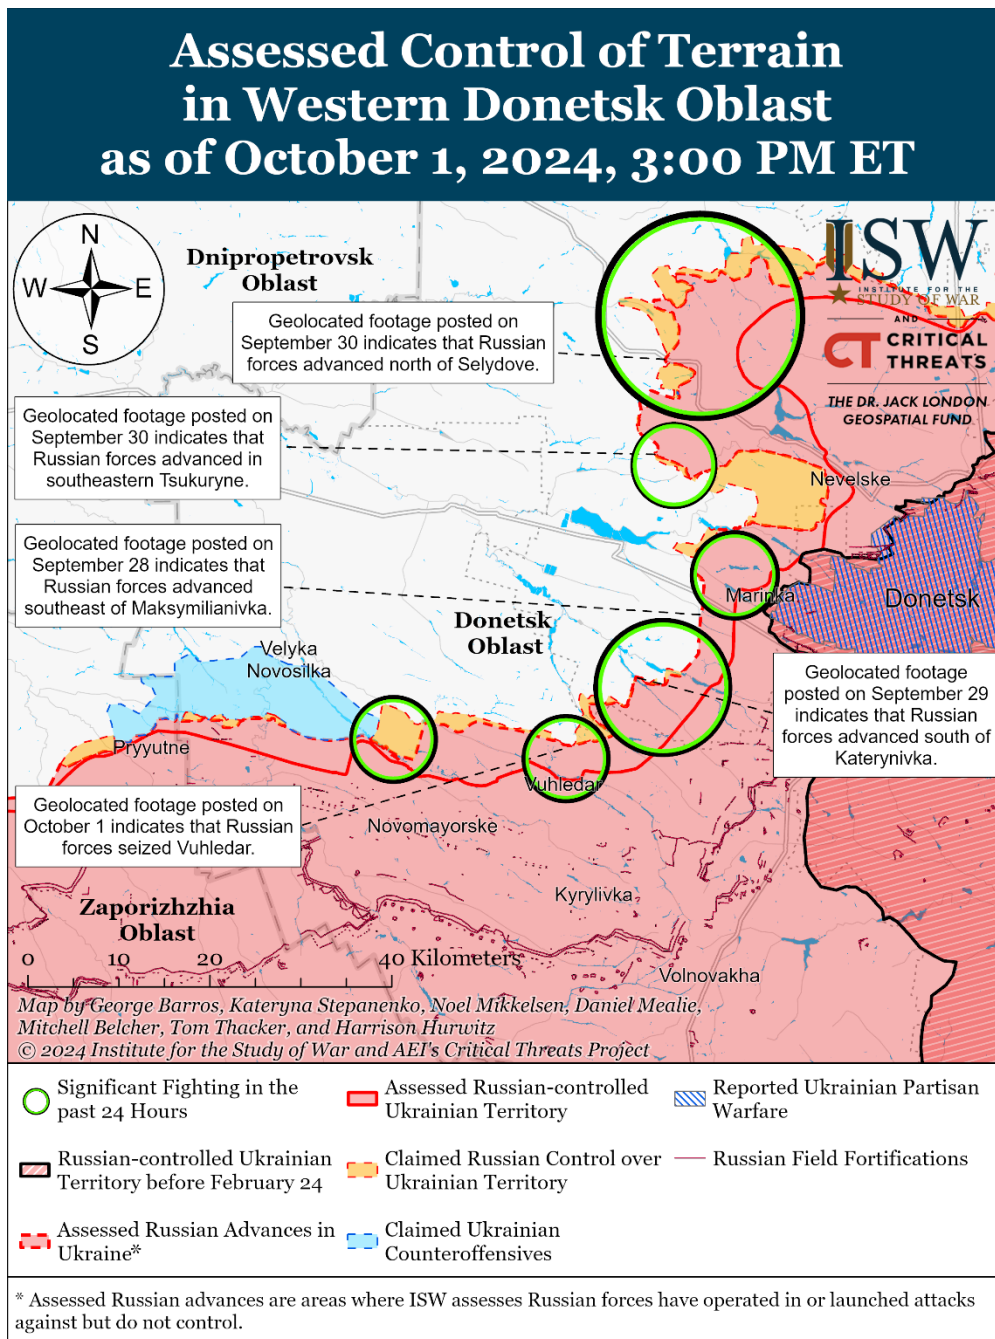 Assessed Control of Terrain
in Western Donetsk Oblast
as of October 1, 2024, 3:00 PM ET
N
W
E
S
Dnipropetrovsk
Oblast
ISW
INSTITUTE FOR THE
STUDY OF WAR
AND
CT CRITICAL
THREATS
THE DR. JACK LONDON
GEOSPATIAL FUND
Geolocated footage posted on
September 30 indicates that Russian
forces advanced north of Selydove.
Geolocated footage posted on
September 30 indicates that
Russian forces advanced in
southeastern Tsukuryne.
Nevelske
Geolocated footage posted on
September 28 indicates that
Russian forces advanced
southeast of Maksymilianivka.
Marinka
Donetsk
Donetsk
Oblast
Velyka
Novosilka
Geolocated footage
posted on September 29
indicates that Russian
forces advanced south of
Katerynivka.
Pryyutne
Vuhledar
Geolocated footage posted on
October 1 indicates that Russian
forces seized Vuhledar.
Novomayorske
Kyrylivka
Zaporizhzhia
Oblast
0 10 20 40 Kilometers
Volnovakha
Map by George Barros, Kateryna Stepanenko, Noel Mikkelsen, Daniel Mealie,
Mitchell Belcher, Tom Thacker, and Harrison Hurwitz
© 2024 Institute for the Study of War and AEI's Critical Threats Project
Significant Fighting in the
past 24 Hours
Russian-controlled Ukrainian
Territory before February 24
Assessed Russian Advances in
Ukraine*
Assessed Russian-controlled
Ukrainian Territory
Claimed Russian Control over
Ukrainian Territory
Claimed Ukrainian
Counteroffensives
Reported Ukrainian Partisan
Warfare
Russian Field Fortifications
* Assessed Russian advances are areas where ISW assesses Russian forces have operated in or launched attacks
against but do not control.